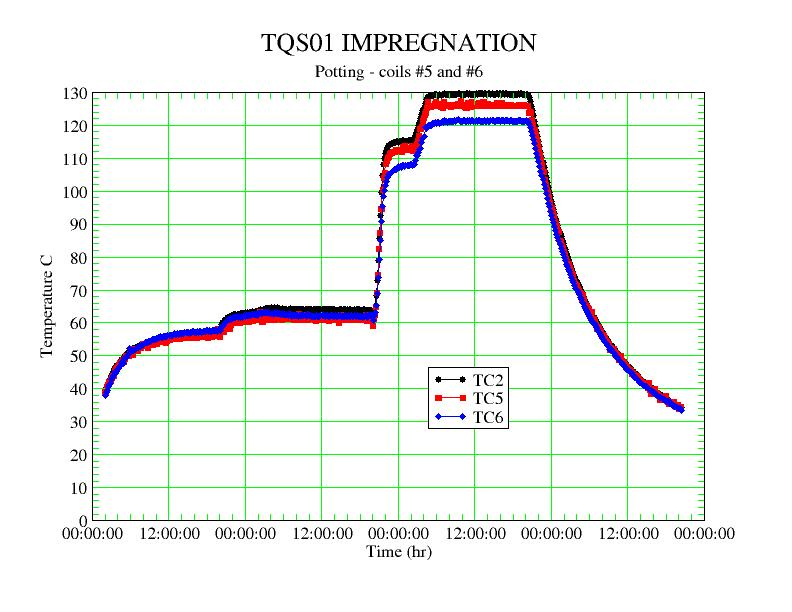 TQS01 IMPREGNATION
Potting - coils #5 and #6
130
120
110
100
90
80
70
60
50
40
30
20
10
0
Temperature C
TC2
TC5
TC6
00:00:00 12:00:00 00:00:00 12:00:00 00:00:00 12:00:00 00:00:00 12:00:00 00:00:00
Time (hr)